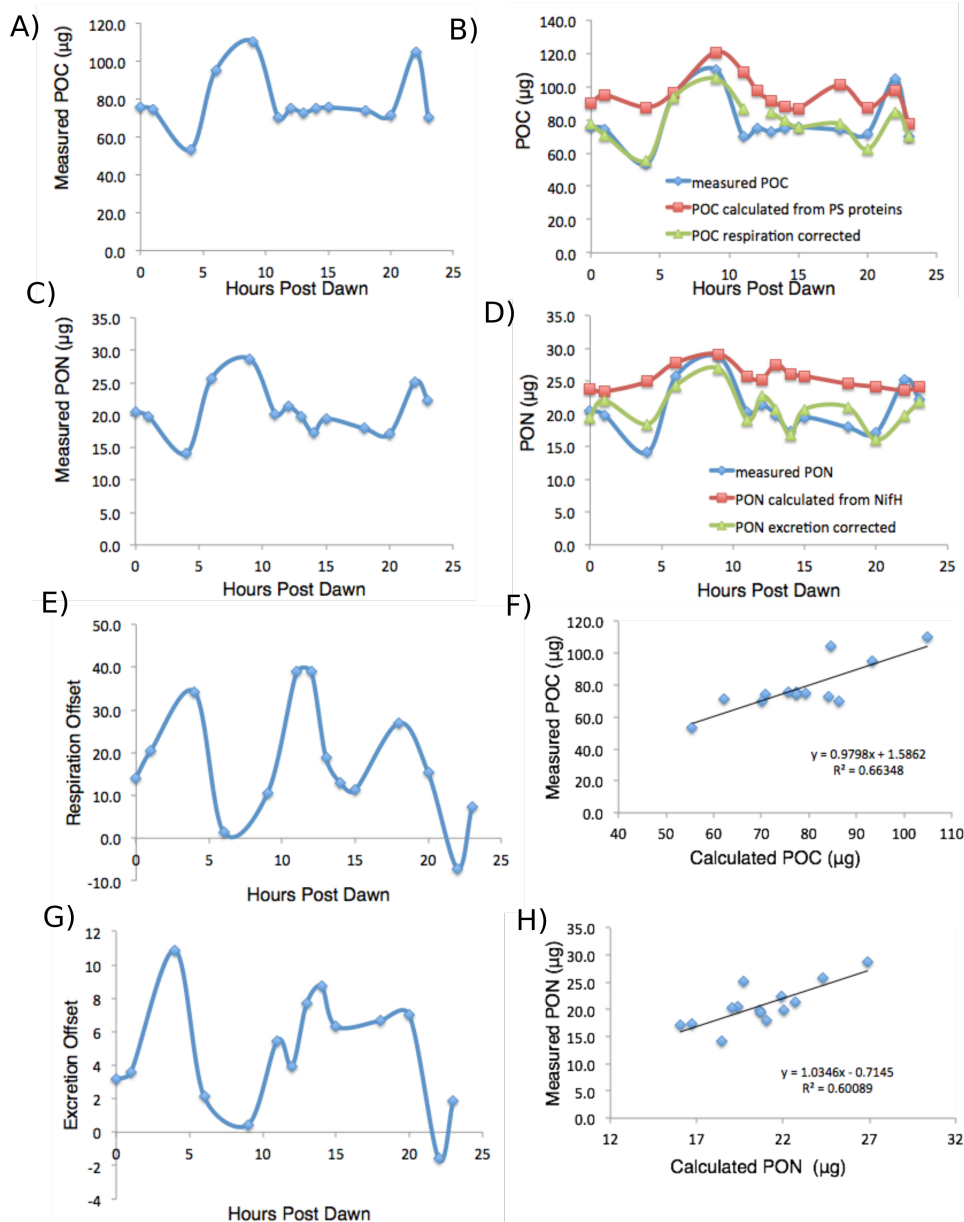 A)
Measured POC (µg)
120.0
100.0
80.0
60.0
40.0
20.0
0.0
0 5 10 15 20 25
Hours Post Dawn
B)
POC (µg)
140.0
120.0
100.0
80.0
60.0
40.0
20.0
0.0
measured POC
POC calculated from PS proteins
POC respiration corrected
0 5 10 15 20 25
Hours Post Dawn
C)
Measured PON (µg)
35.0
30.0
25.0
20.0
15.0
10.0
5.0
0.0
0 5 10 15 20 25
Hours Post Dawn
D)
PON (µg)
35.0
30.0
25.0
20.0
15.0
10.0
5.0
0.0
measured PON
PON calculated from NifH
PON excretion corrected
0 5 10 15 20 25
Hours Post Dawn
E)
Respiration Offset
50.0
40.0
30.0
20.0
10.0
0.0
-10.0
0 5 10 15 20 25
Hours Post Dawn
F)
Measured POC (µg)
120.0
100.0
80.0
60.0
40.0
20.0
0.0
y = 0.9798x + 1.5862
R² = 0.66348
40 50 60 70 80 90 100 110
Calculated POC (µg)
G)
Excretion Offset
12
10
8
6
4
2
0
-2
-4
0 5 10 15 20 25
Hours Post Dawn
H)
Measured PON (µg)
35.0
30.0
25.0
20.0
15.0
10.0
5.0
0.0
y = 1.0346x - 0.7145
R² = 0.60089
12 17 22 27 32
Calculated PON (µg)